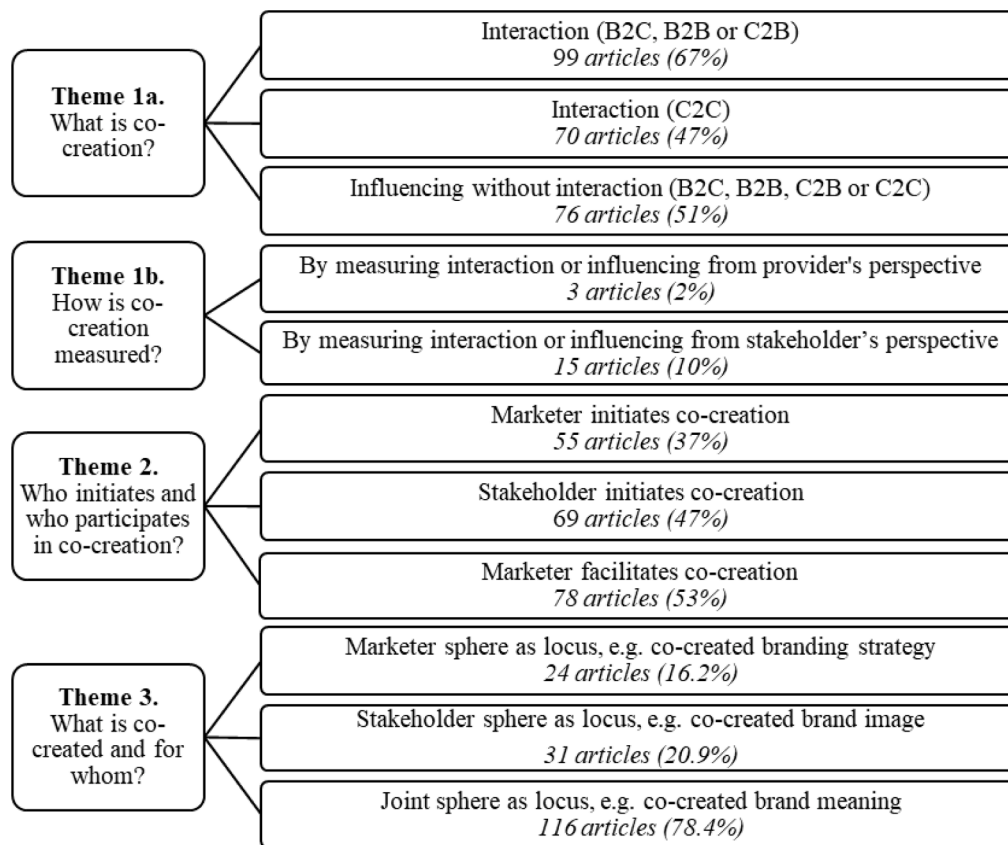 Theme 1a.
What is co-
creation?
Interaction (B2C, B2B or C2B)
99 articles (67%)
Interaction (C2C)
70 articles (47%)
Influencing without interaction (B2C, B2B, C2B or C2C)
76 articles (51%)
Theme 1b.
How is co-
creation
measured?
By measuring interaction or influencing from provider's perspective
3 articles (2%)
By measuring interaction or influencing from stakeholder’s perspective
15 articles (10%)
Theme 2.
Who initiates and
who participates
in co-creation?
Marketer initiates co-creation
55 articles (37%)
Stakeholder initiates co-creation
69 articles (47%)
Marketer facilitates co-creation
78 articles (53%)
Theme 3.
What is co-
created and for
whom?
Marketer sphere as locus, e.g. co-created branding strategy
24 articles (16.2%)
Stakeholder sphere as locus, e.g. co-created brand image
31 articles (20.9%)
Joint sphere as locus, e.g. co-created brand meaning
116 articles (78.4%)